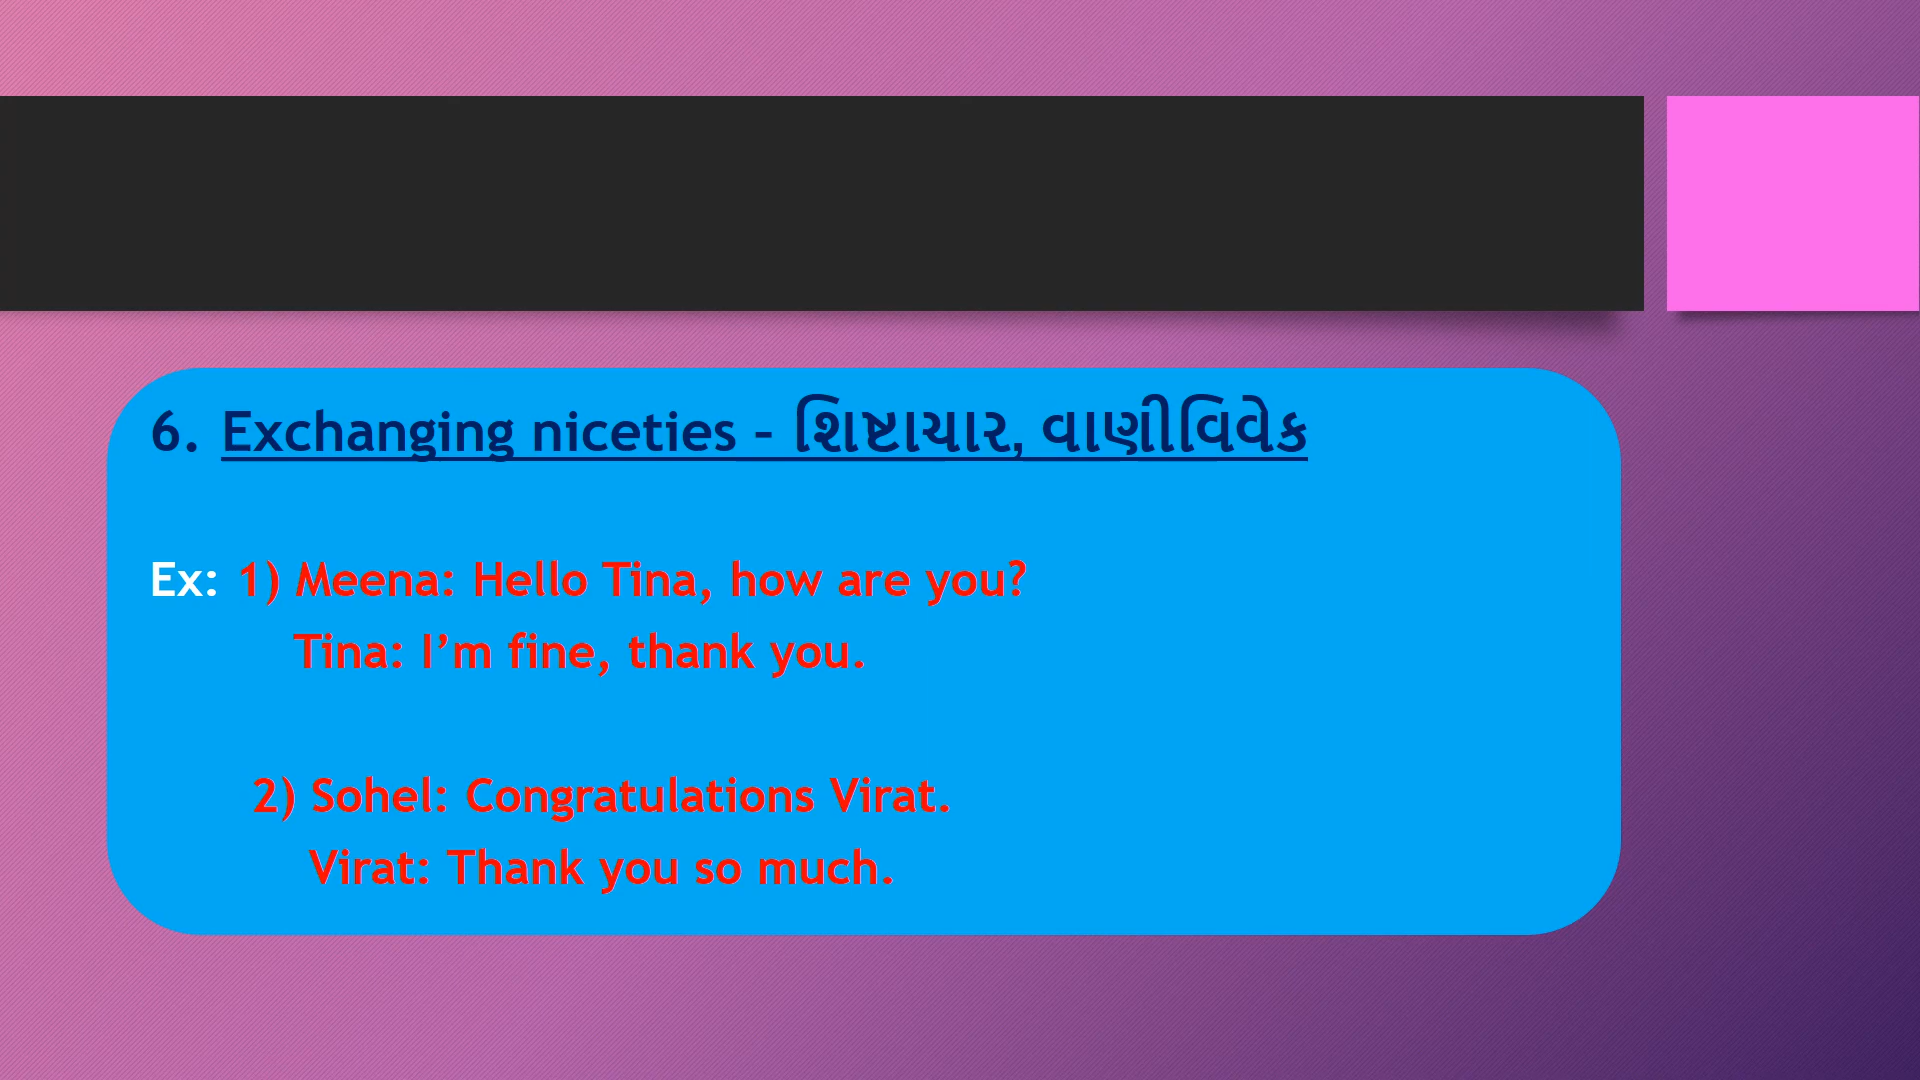 6. Exchanging niceties – શિષ્ટાચાર, વાણીવિવેક
Ex: 1) Meena: Hello Tina, how are you?
Tina: I’m fine, thank you.
2) Sohel: Congratulations Virat.
Virat: Thank you so much.